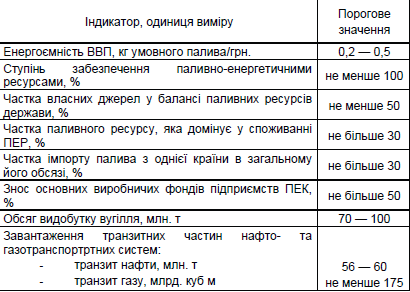 Індикатор, одиниця виміру
Порогове
значення
Енергоємність ВВП, кг умовного палива/грн.
0,2 — 0,5
Ступінь забезпечення паливно-енергетичними
ресурсами, %
не менше 100
Частка власних джерел у балансі паливних ресурсів
держави, %
не менше 50
Частка паливного ресурсу, яка домінує у споживанні
ПЕР, %
не більше 30
Частка імпорту палива з однієї країни в загальному
його обсязі, %
не більше 30
Знос основних виробничих фондів підприємств ПЕК,
%
не більше 50
Обсяг видобутку вугілля, млн. т
70 — 100
Завантаження транзитних частин нафто- та
газотранспортртних систем:
- транзит нафти, млн. т
56 — 60
- транзит газу, млрд. куб м
не менше 175